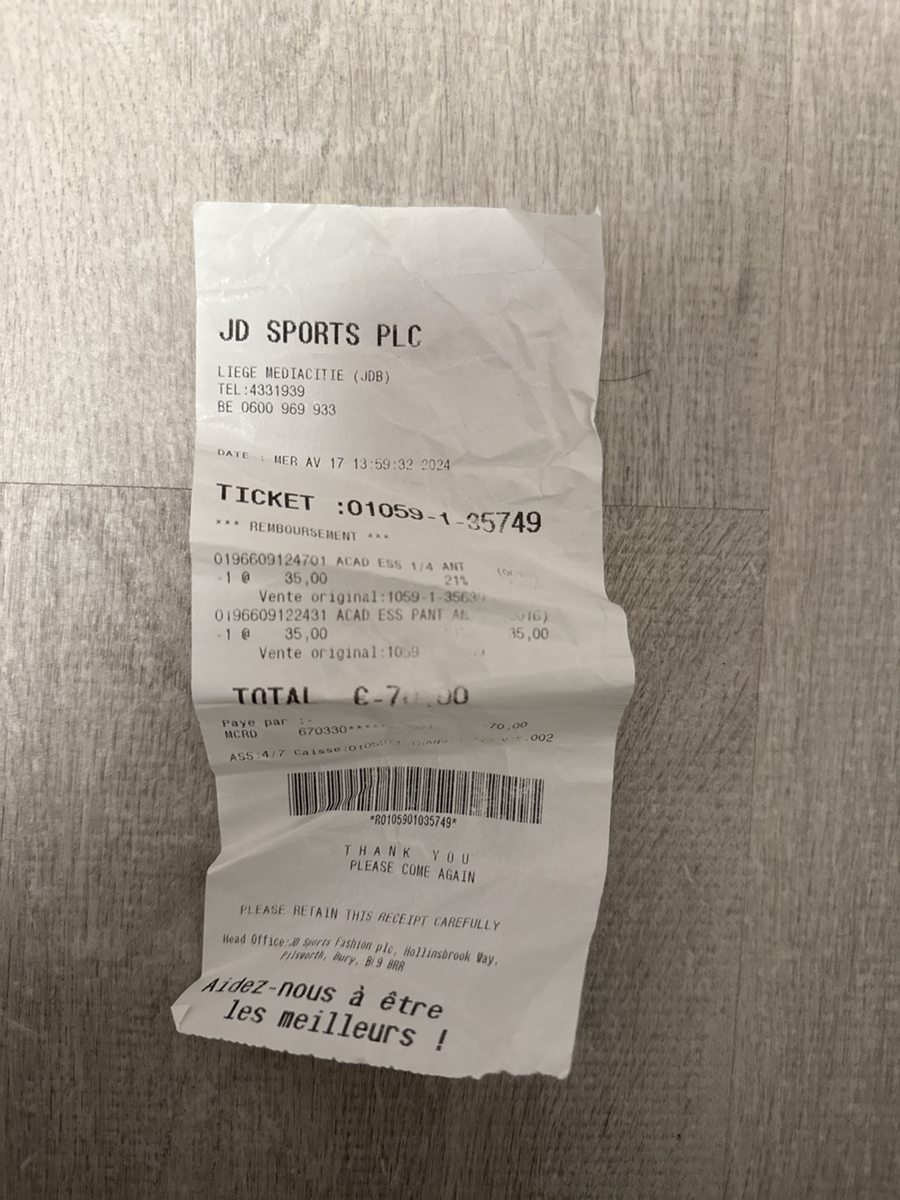 JD SPORTS PLC
LIEGE MEDIACITIE (JDB)
TEL:4331939
BE 0600 969 933
DATE : MER AV 17 13:59:32 2024
TICKET :01059-1-35749
*** REMBOURSEMENT ***
0196609124701 ACAD ESS 1/4 ANT
-1 @ 35,00 21%
Vente original:1059-1-35639
0196609122431 ACAD ESS PANT
-1 @ 35,00 35,00
Vente original:1059
TOTAL €-70,00
Paye par :-
MCRD 670330 70,00
ASS:4/7
*R0105901035749*
THANK YOU
PLEASE COME AGAIN
PLEASE RETAIN THIS RECEIPT CAREFULLY
Head Office:JD Sports Fashion plc, Hollinsbrook Way,
Pilsworth, Bury, BL9 8RR
Aidez-nous à être
les meilleurs !